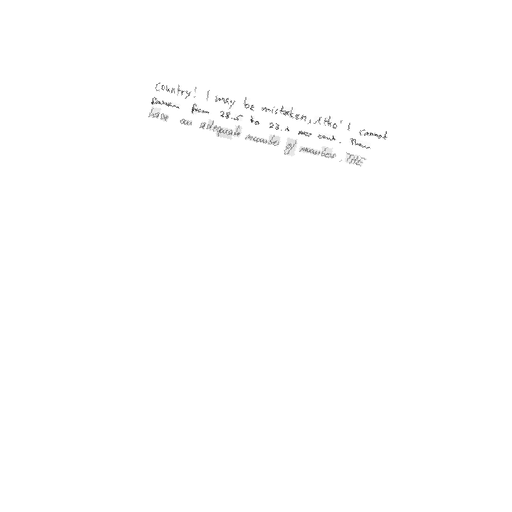 Country! I may be mistaken, 'tho' I cannot
from 28.5 to 23.1 per cent. Then
have an adequate amount of number. THE